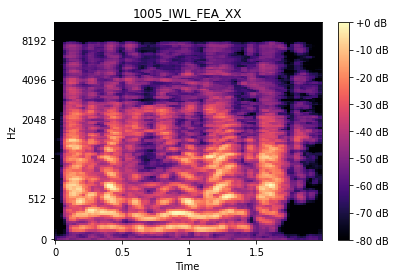 1005_IWL_FEA_XX
8192
4096
2048
1024
512
0
Hz
0
0.5
1
1.5
Time
+0 dB
-10 dB
-20 dB
-30 dB
-40 dB
-50 dB
-60 dB
-70 dB
-80 dB